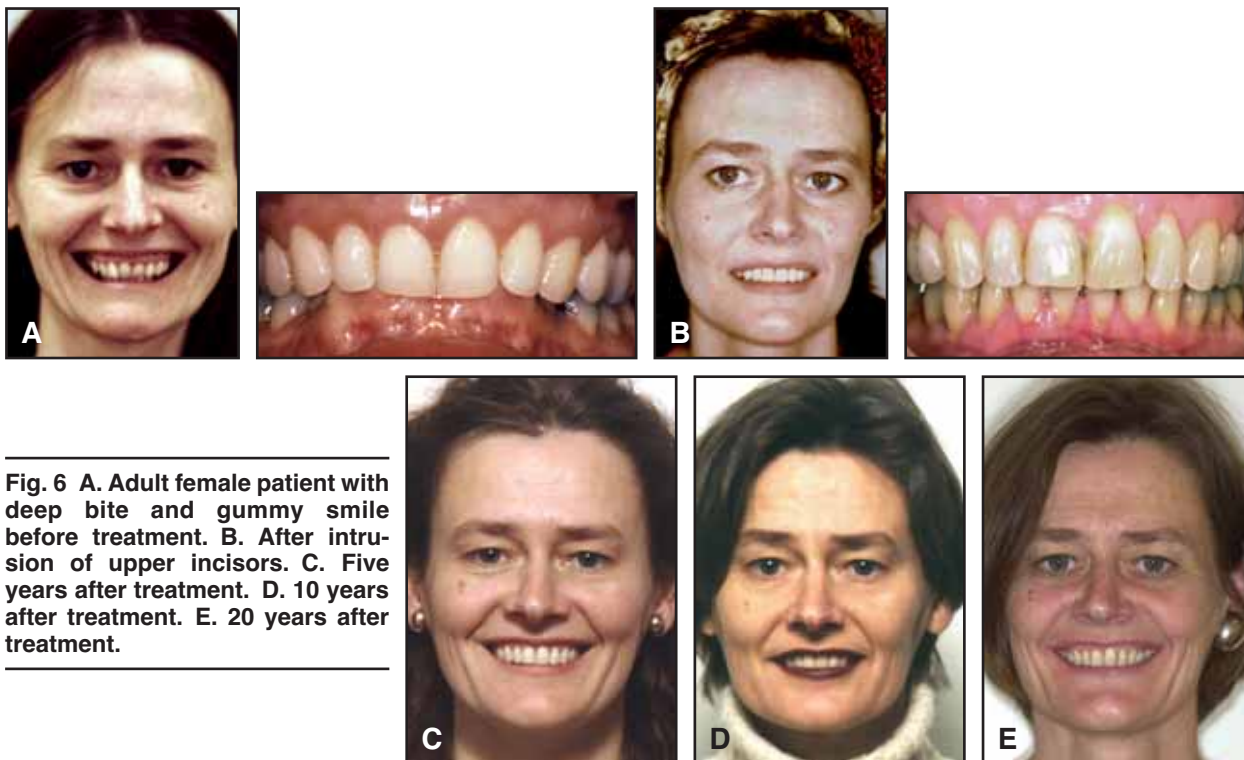 A
B
Fig. 6 A. Adult female patient with
deep bite and gummy smile
before treatment. B. After intru-
sion of upper incisors. C. Five
years after treatment. D. 10 years
after treatment. E. 20 years after
treatment.
C
D
E